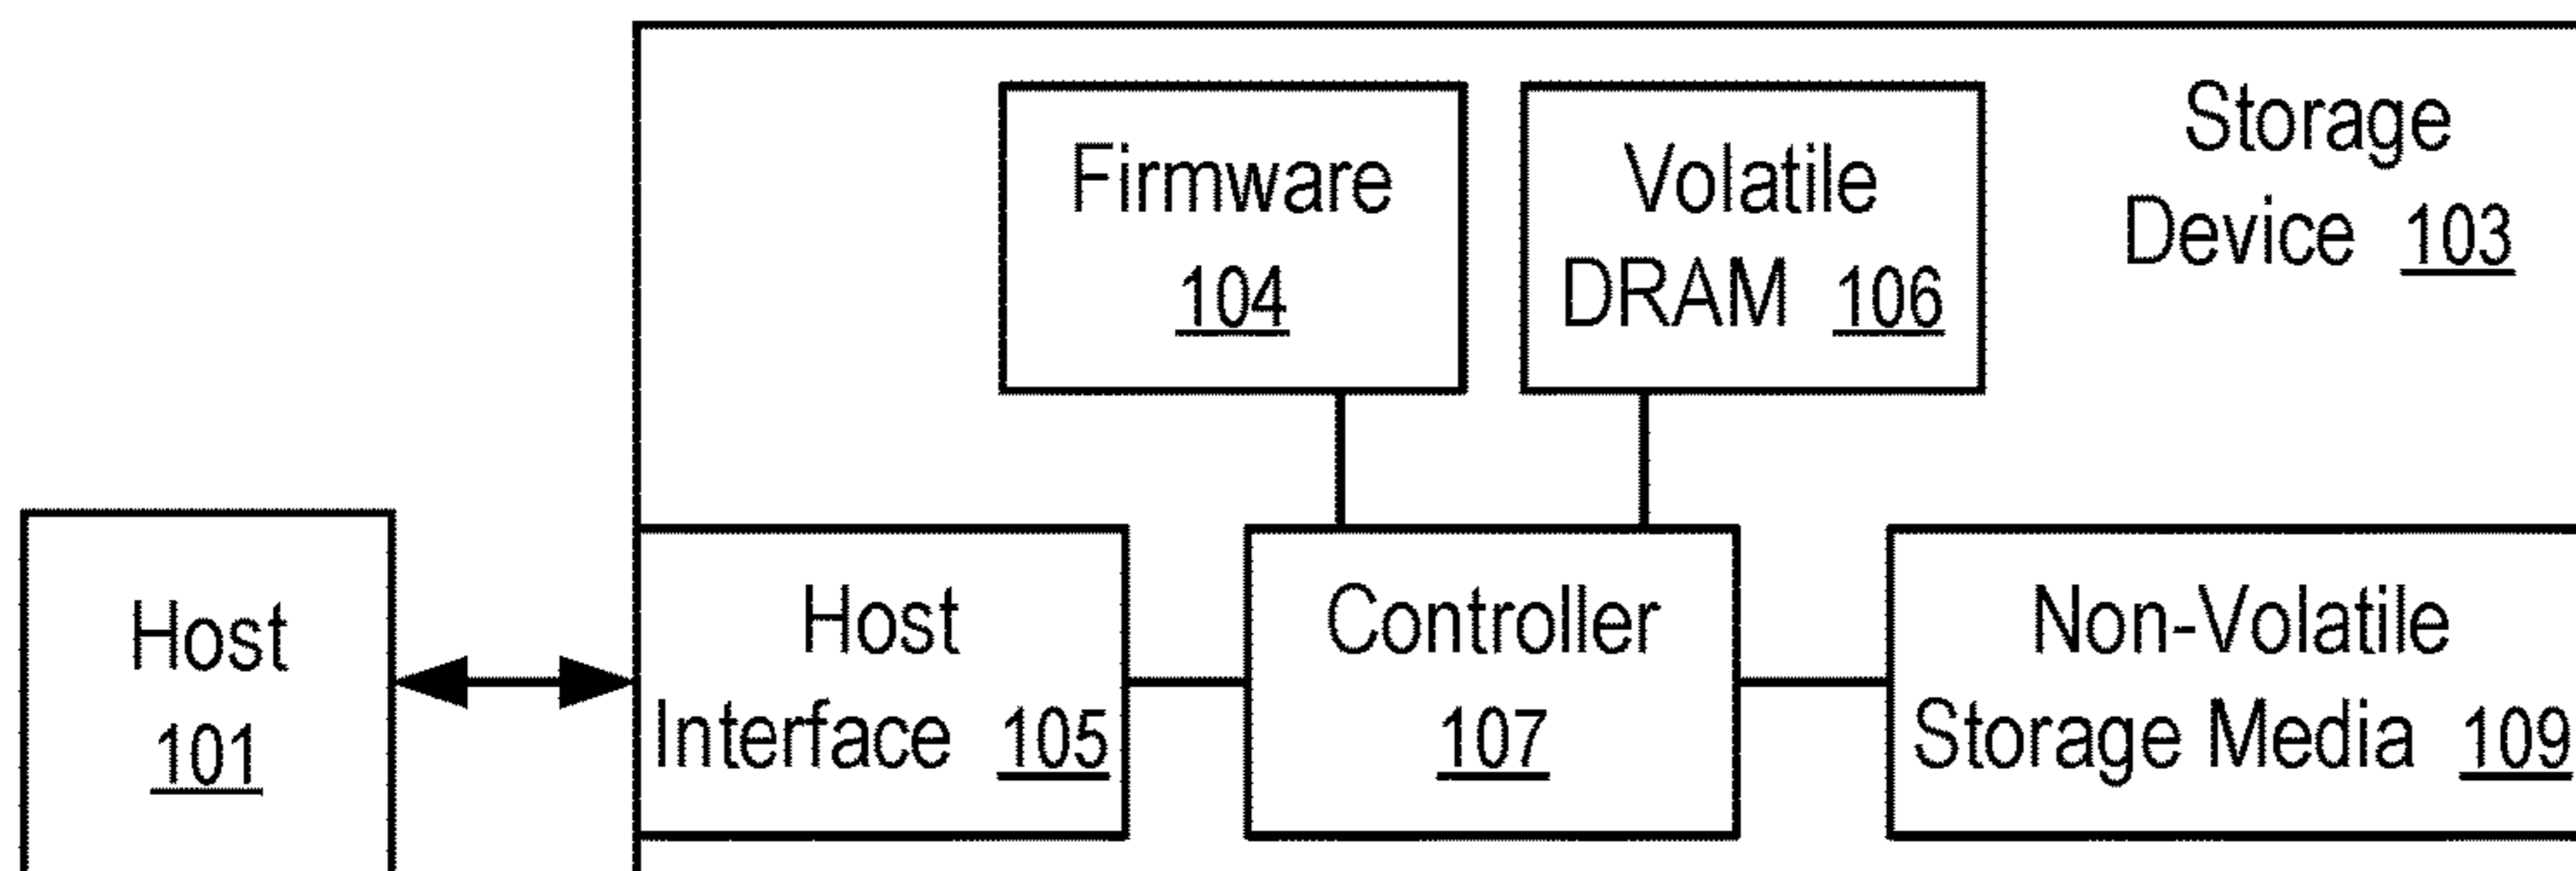 Firmware
104
Volatile
DRAM 106
Storage
Device 103
Host
101
Host
Interface 105
Controller
107
Non-Volatile
Storage Media 109